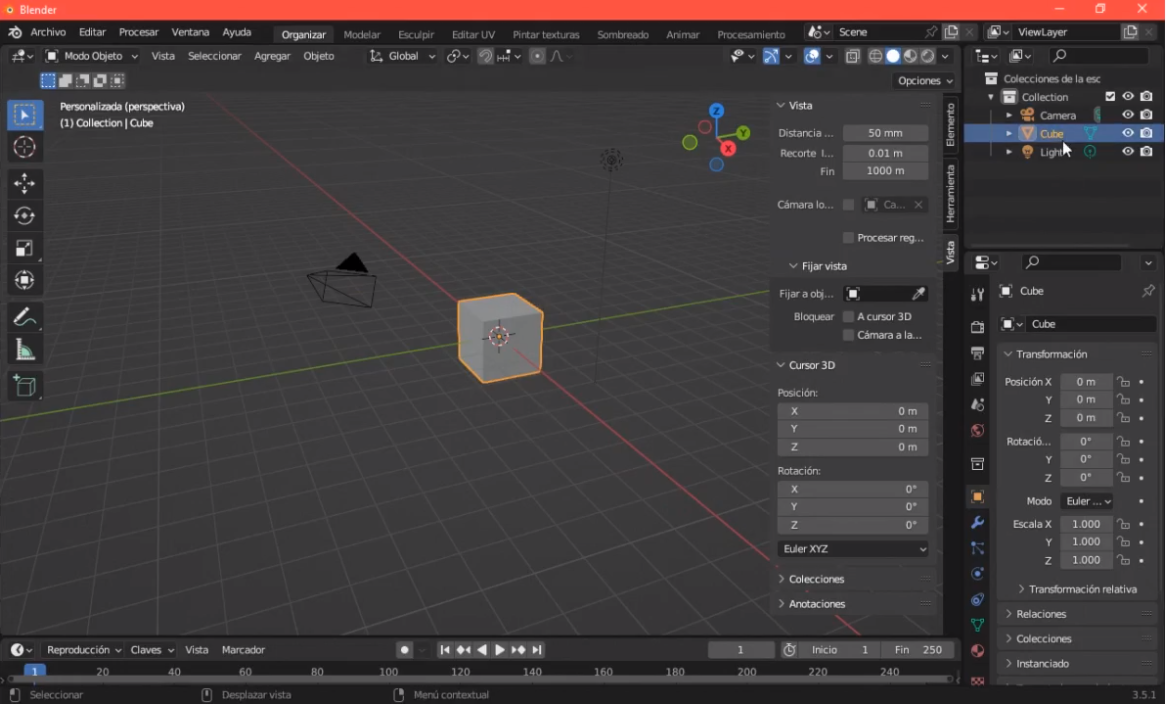 Blender
Archivo Editar Procesar Ventana Ayuda Organizar Modelar Esculpir Editar UV Pintar texturas Sombreado Animar Procesamiento Scene ViewLayer
Modo Objeto Vista Seleccionar Agregar Objeto Global
Opciones
Personalizada (perspectiva)
(1) Collection | Cube
Z
Y
X
Vista
Distancia ... 50 mm
Recorte I... 0.01 m
Fin 1000 m
Cámara lo... Ca...
Procesar reg...
Fijar vista
Fijar a obj...
Bloquear A cursor 3D
Cámara a la...
Cursor 3D
Posición:
X 0 m
Y 0 m
Z 0 m
Rotación:
X 0°
Y 0°
Z 0°
Euler XYZ
Colecciones
Anotaciones
Elemento
Herramienta
Vista
Colecciones de la esc
Collection
Camera
Cube
Light
Cube
Cube
Transformación
Posición X 0 m
Y 0 m
Z 0 m
Rotació... 0°
Y 0°
Z 0°
Modo Euler ...
Escala X 1.000
Y 1.000
Z 1.000
Transformación relativa
Relaciones
Colecciones
Instanciado
Reproducción Claves Vista Marcador 1 Inicio 1 Fin 250
1 20 40 60 80 100 120 140 160 180 200 220 240
Seleccionar Desplazar vista Menú contextual 3.5.1